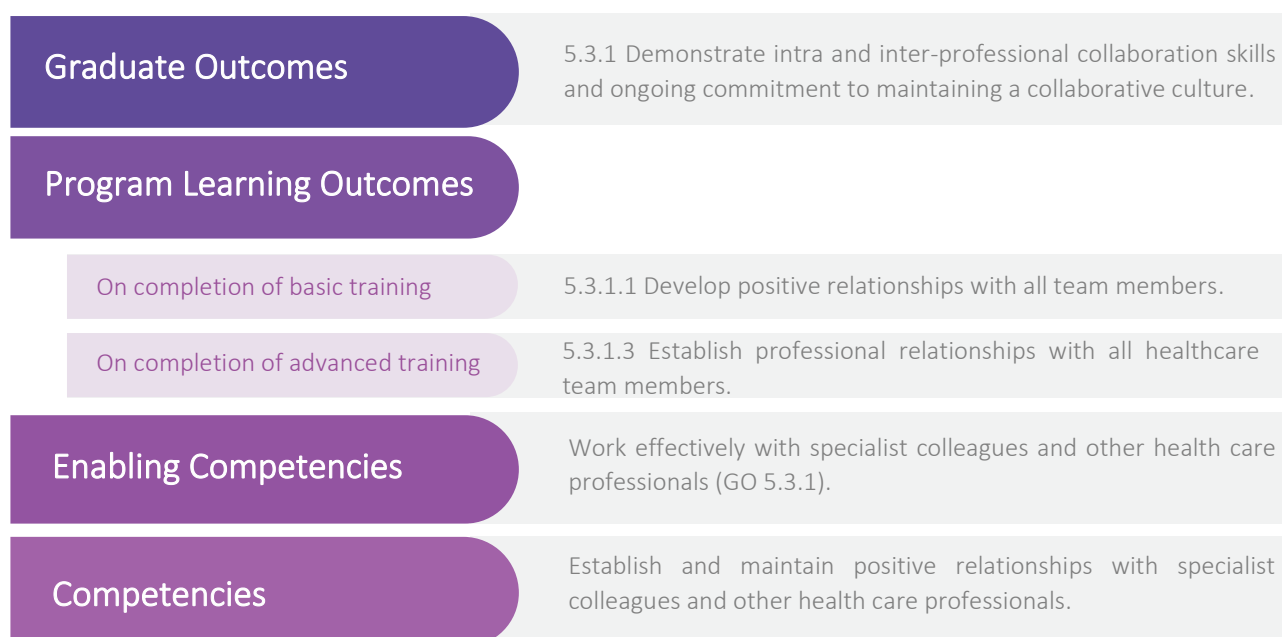 Graduate Outcomes
5.3.1 Demonstrate intra and inter-professional collaboration skills
and ongoing commitment to maintaining a collaborative culture.
Program Learning Outcomes
On completion of basic training
5.3.1.1 Develop positive relationships with all team members.
On completion of advanced training
5.3.1.3 Establish professional relationships with all healthcare
team members.
Enabling Competencies
Work effectively with specialist colleagues and other health care
professionals (GO 5.3.1).
Competencies
Establish and maintain positive relationships with specialist
colleagues and other health care professionals.